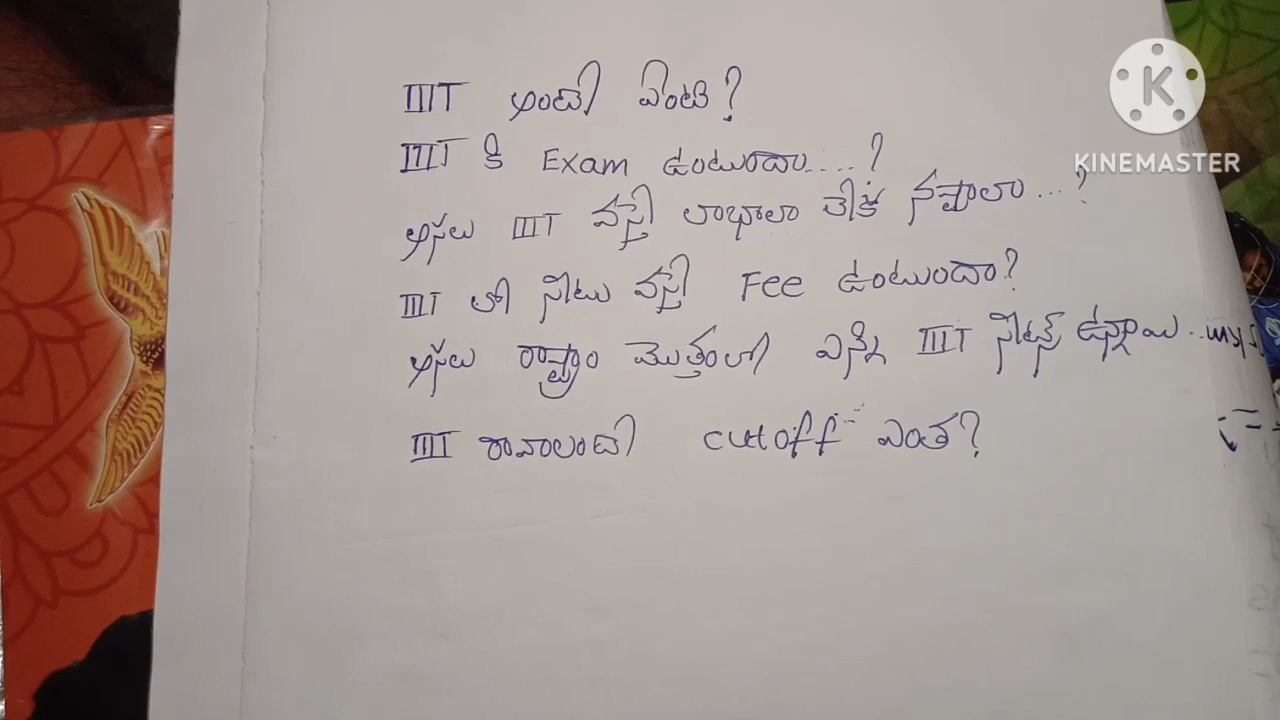 IIIT అంటే ఏంటి?
IIIT కి Exam ఉంటుందా....?
అసలు IIIT వస్తే లాభాలా లేక నష్టాలా...?
IIIT లో సీటు వస్తే Fee ఉంటుందా?
అసలు రాష్ట్రం మొత్తంలో ఎన్ని IIIT సీట్స్ ఉన్నాయి..
IIIT రావాలంటే cutoff ఎంత?
KINEMASTER